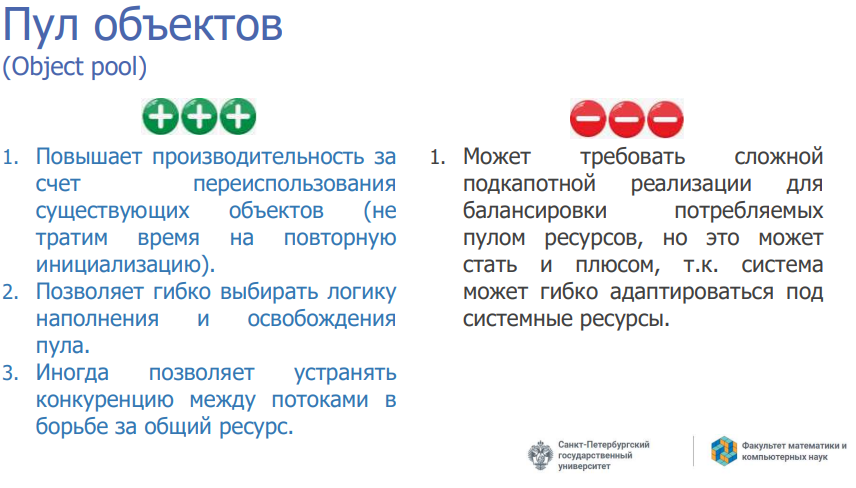 Пул объектов
(Object pool)
1. Повышает производительность за
счет переиспользования
существующих объектов (не
тратим время на повторную
инициализацию).
2. Позволяет гибко выбирать логику
наполнения и освобождения
пула.
3. Иногда позволяет устранять
конкуренцию между потоками в
борьбе за общий ресурс.
1. Может требовать сложной
подкапотной реализации для
балансировки потребляемых
пулом ресурсов, но это может
стать и плюсом, т.к. система
может гибко адаптироваться под
системные ресурсы.
Санкт-Петербургский
государственный
университет
Факультет математики и
компьютерных наук